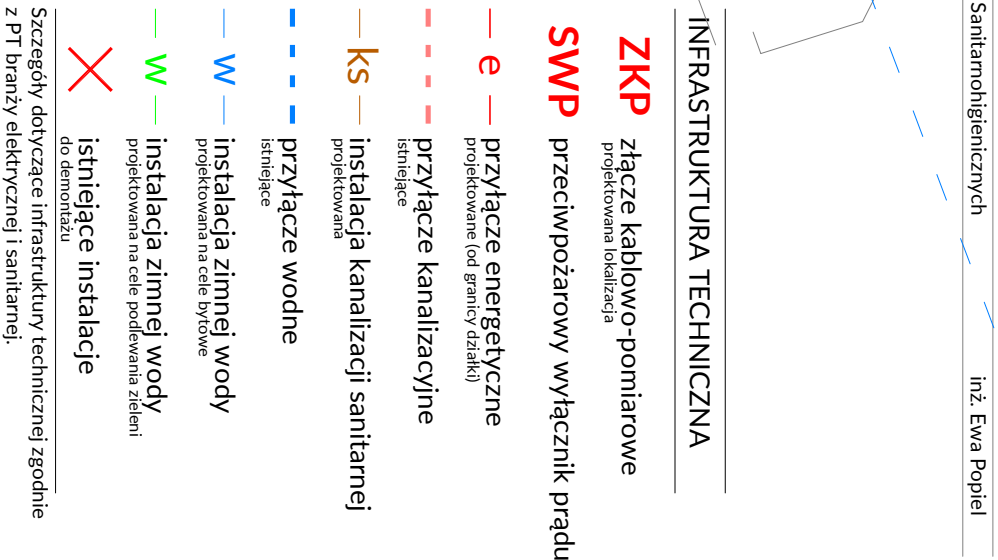 Sanitarnohigienicznych inż. Ewa Popiel
INFRASTRUKTURA TECHNICZNA
ZKP złącze kablowo-pomiarowe
projektowana lokalizacja
SWP przeciwpożarowy wyłącznik prądu
e przyłącze energetyczne
projektowane (od granicy działki)
przyłącze kanalizacyjne
istniejące
ks instalacja kanalizacji sanitarnej
projektowana
przyłącze wodne
istniejące
w instalacja zimnej wody
projektowana na cele bytowe
w instalacja zimnej wody
projektowana na cele podlewania zieleni
istniejące instalacje
do demontażu
Szczegóły dotyczące infrastruktury technicznej zgodnie
z PT branży elektrycznej i sanitarnej.